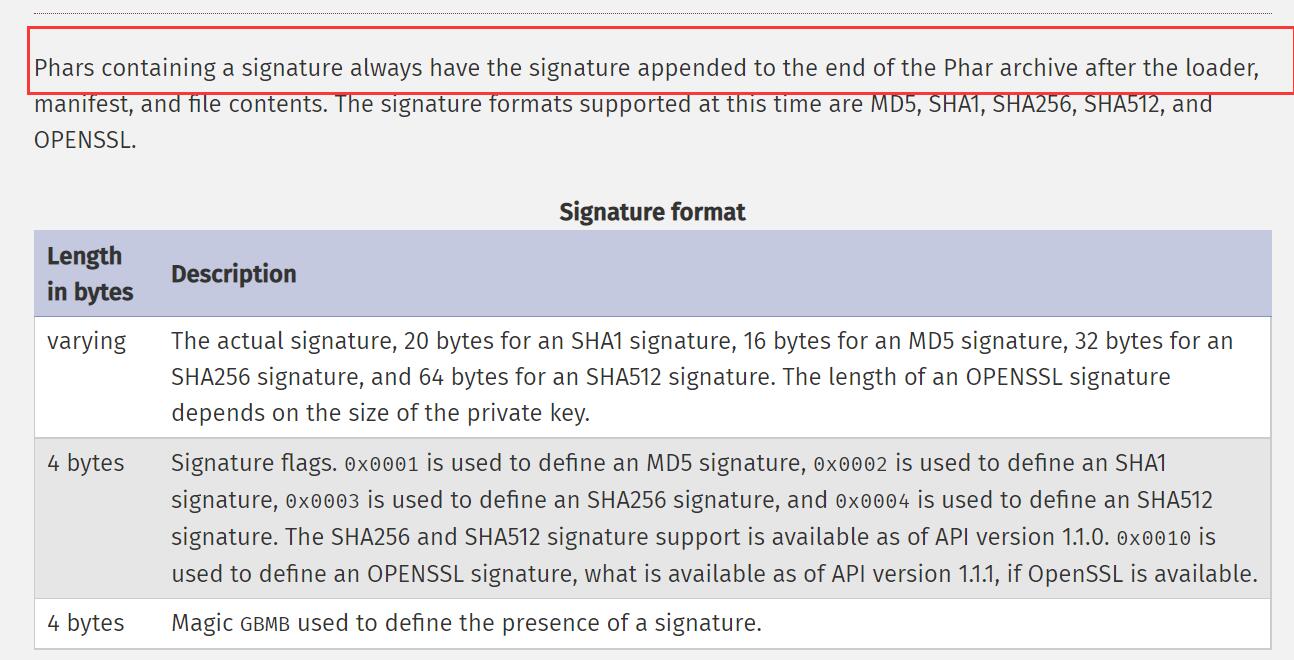 Phars containing a signature always have the signature appended to the end of the Phar archive after the loader,
manifest, and file contents. The signature formats supported at this time are MD5, SHA1, SHA256, SHA512, and
OPENSSL.
Signature format
Length
in bytes
Description
varying
The actual signature, 20 bytes for an SHA1 signature, 16 bytes for an MD5 signature, 32 bytes for an
SHA256 signature, and 64 bytes for an SHA512 signature. The length of an OPENSSL signature
depends on the size of the private key.
4 bytes
Signature flags. 0x0001 is used to define an MD5 signature, 0x0002 is used to define an SHA1
signature, 0x0003 is used to define an SHA256 signature, and 0x0004 is used to define an SHA512
signature. The SHA256 and SHA512 signature support is available as of API version 1.1.0. 0x0010 is
used to define an OPENSSL signature, what is available as of API version 1.1.1, if OpenSSL is available.
4 bytes
Magic GBMB used to define the presence of a signature.